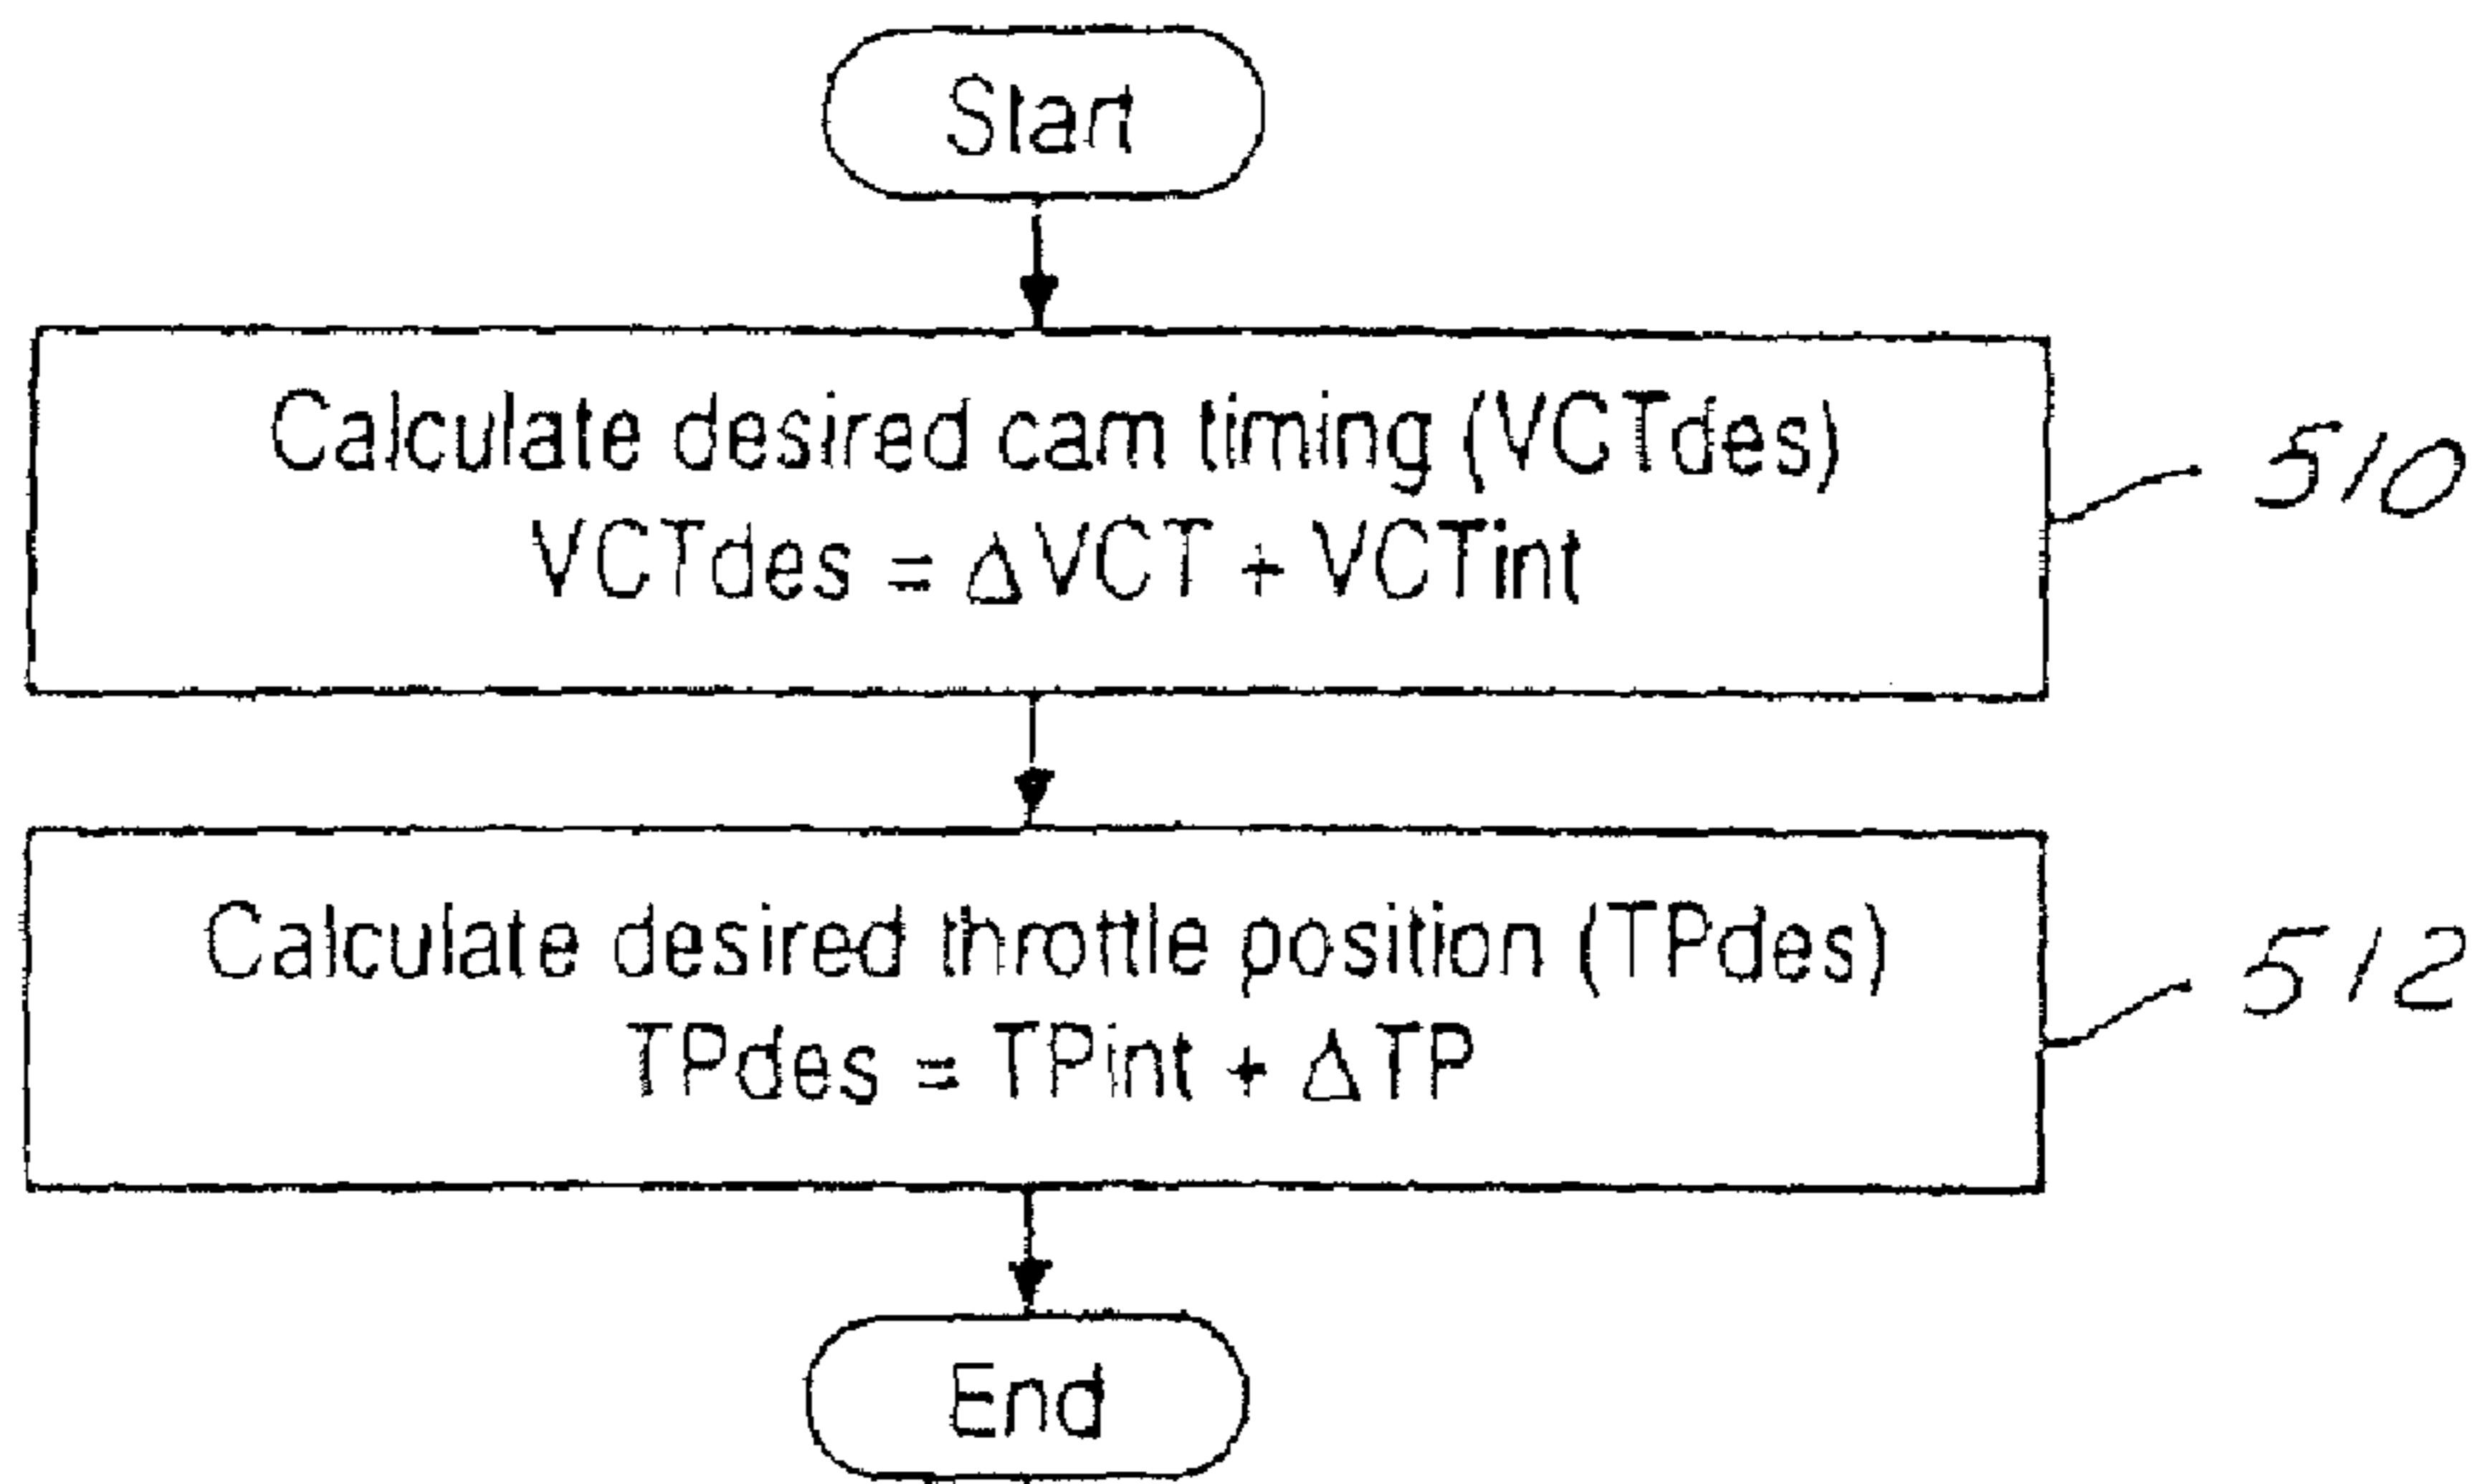 Start
Calculate desired cam timing (VCTdes)
VCTdes = ΔVCT + VCTint
510
Calculate desired throttle position (TPdes)
TPdes = TPint + ΔTP
512
End